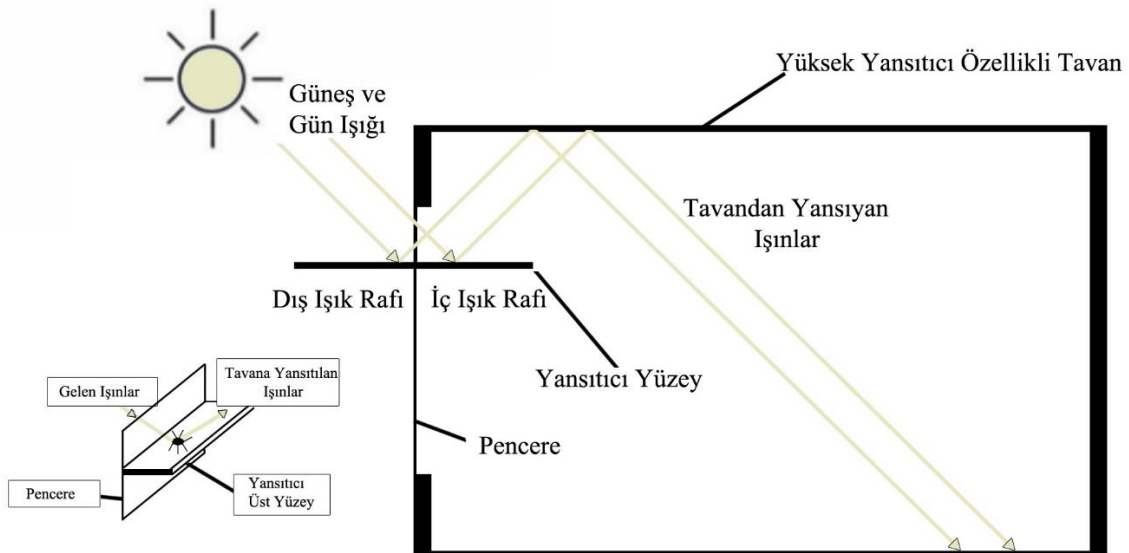 Yüksek Yansıtıcı Özellikli Tavan
Güneş ve
Gün Işığı
Tavandan Yansıyan
Işınlar
Dış Işık Rafı
İç Işık Rafı
Yansıtıcı Yüzey
Pencere
Gelen Işınlar
Tavana Yansıtılan
Işınlar
Pencere
Yansıtıcı
Üst Yüzey